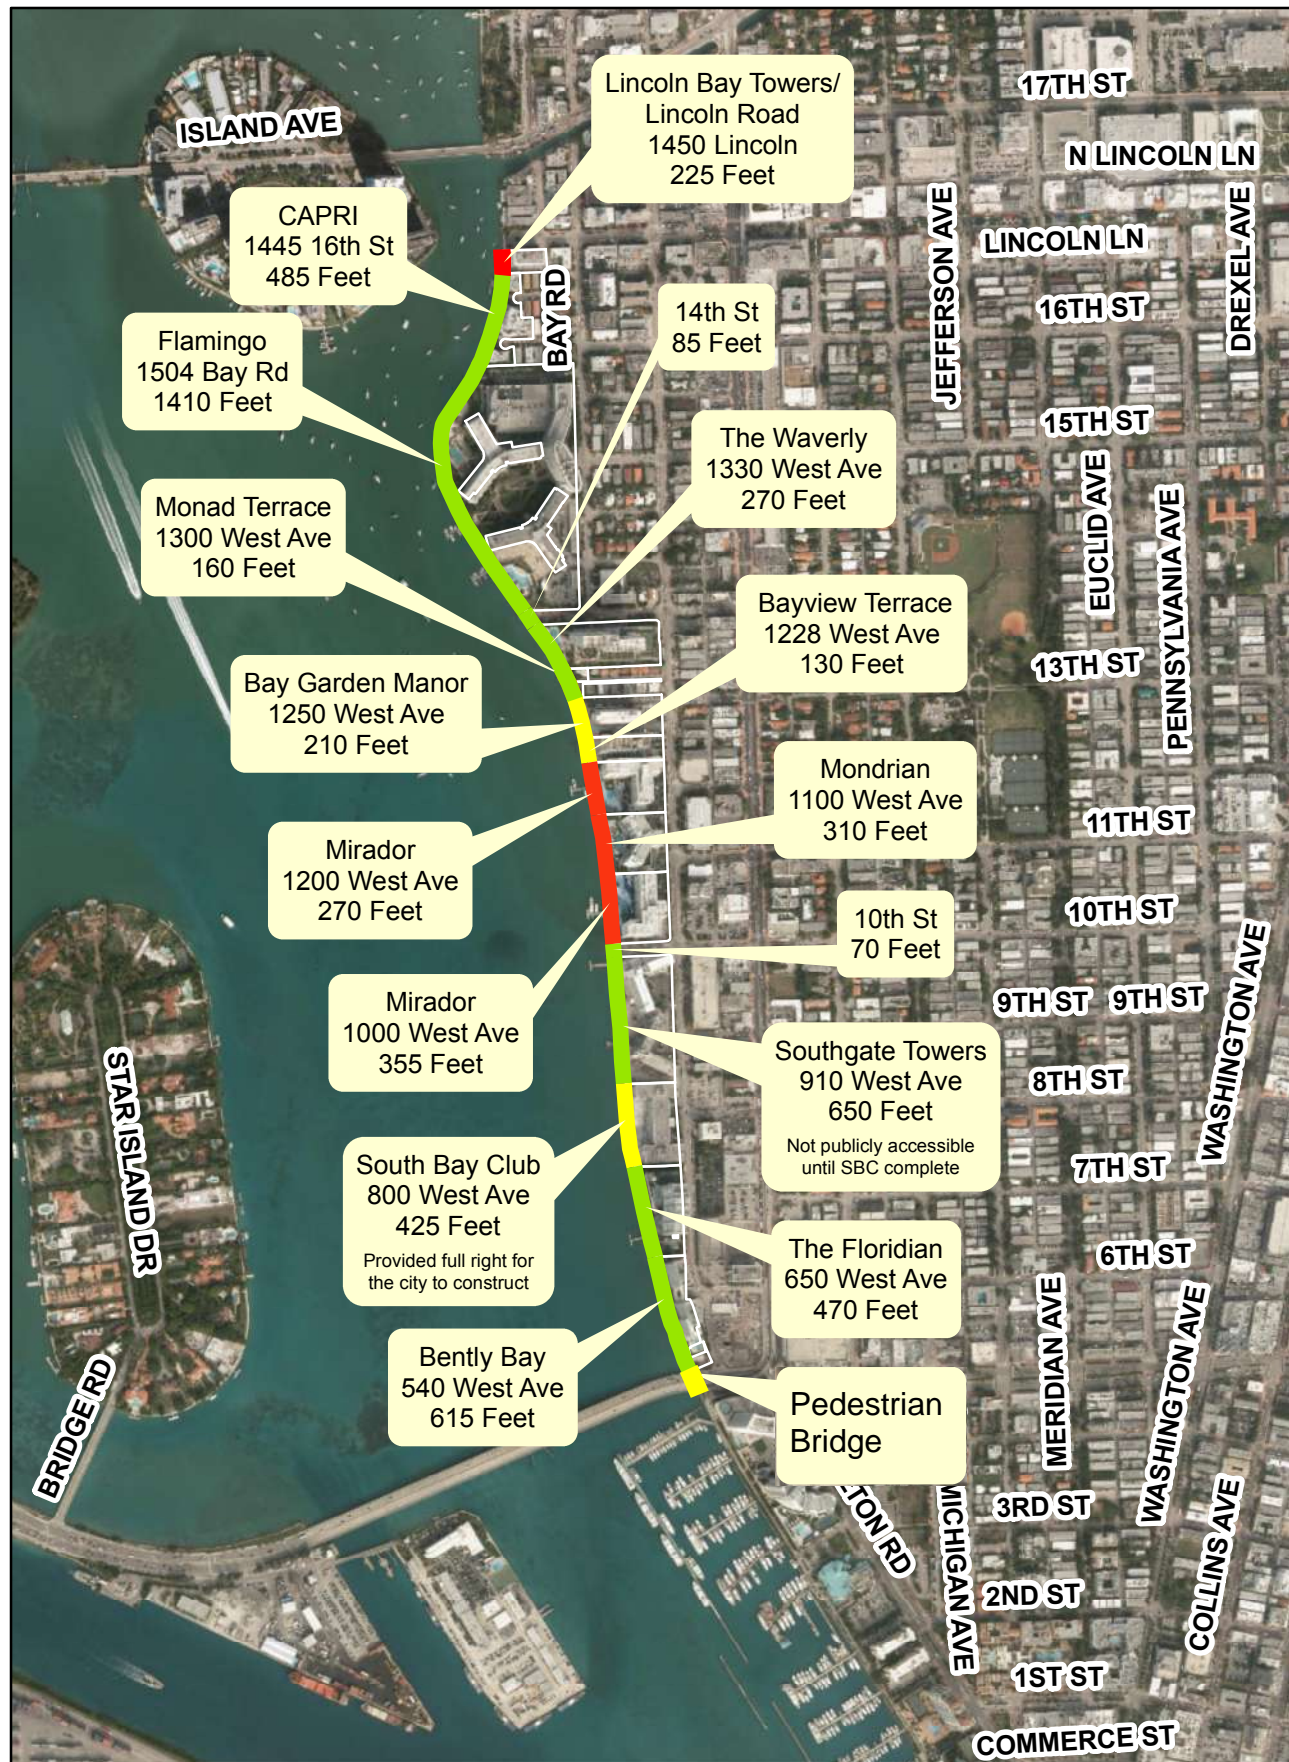 17TH ST
Lincoln Bay Towers/
Lincoln Road
1450 Lincoln
225 Feet
ISLAND AVE
N LINCOLN LN
JEFFERSON AVE
DREXEL AVE
CAPRI
1445 16th St
485 Feet
LINCOLN LN
BAY RD
14th St
85 Feet
16TH ST
Flamingo
1504 Bay Rd
1410 Feet
15TH ST
The Waverly
1330 West Ave
270 Feet
EUCLID AVE
PENNSYLVANIA AVE
Monad Terrace
1300 West Ave
160 Feet
Bayview Terrace
1228 West Ave
130 Feet
13TH ST
Bay Garden Manor
1250 West Ave
210 Feet
Mondrian
1100 West Ave
310 Feet
11TH ST
Mirador
1200 West Ave
270 Feet
10th St
70 Feet
10TH ST
WASHINGTON AVE
Mirador
1000 West Ave
355 Feet
9TH ST
9TH ST
Southgate Towers
910 West Ave
650 Feet
Not publicly accessible
until SBC complete
8TH ST
STAR ISLAND DR
South Bay Club
800 West Ave
425 Feet
Provided full right for
the city to construct
7TH ST
The Floridian
650 West Ave
470 Feet
6TH ST
MERIDIAN AVE
WASHINGTON AVE
Bently Bay
540 West Ave
615 Feet
Pedestrian
Bridge
BRIDGE RD
LTON RD
MICHIGAN AVE
3RD ST
COLLINS AVE
2ND ST
1ST ST
COMMERCE ST